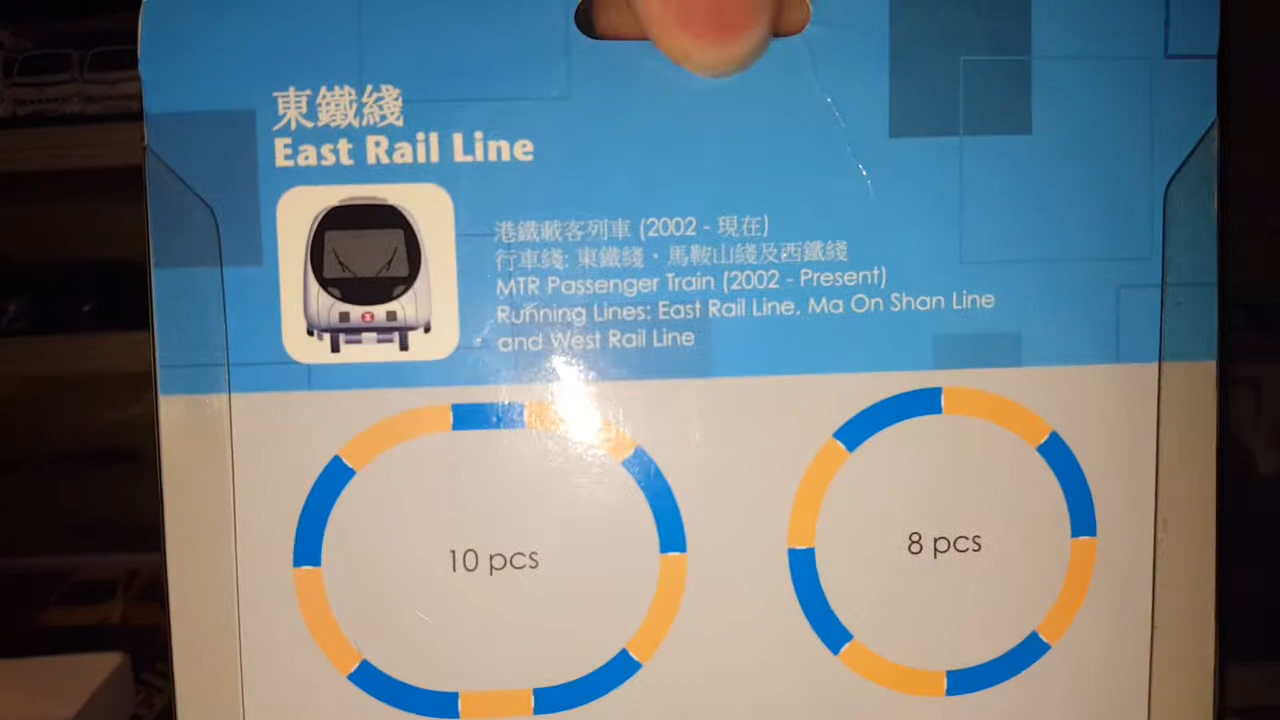 東鐵綫
East Rail Line
港鐵載客列車 (2002 - 現在)
行車綫: 東鐵綫、馬鞍山綫及西鐵綫
MTR Passenger Train (2002 - Present)
Running Lines: East Rail Line, Ma On Shan Line
and West Rail Line
10 pcs
8 pcs